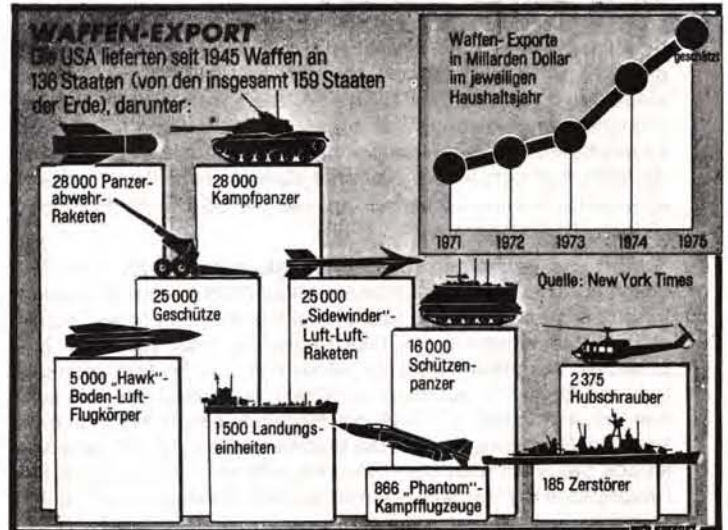 WAFFEN-EXPORT
Die USA lieferten seit 1945 Waffen an
136 Staaten (von den insgesamt 159 Staaten
der Erde), darunter:
28 000 Panzer-
abwehr-
Raketen
28 000
Kampfpanzer
25 000
Geschütze
25 000
„Sidewinder"-
Luft-Luft-
Raketen
16 000
Schützen-
panzer
5 000 „Hawk"-
Boden-Luft-
Flugkörper
1 500 Landungs-
einheiten
866 „Phantom"-
Kampfflugzeuge
2 375
Hubschrauber
185 Zerstörer
Waffen-Exporte
in Millarden Dollar
im jeweiligen
Haushaltsjahr
geschätzt
1971 1972 1973 1974 1975
Quelle: New York Times